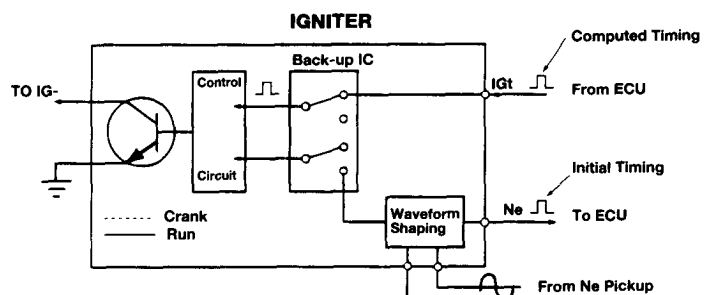 IGNITER
Computed Timing
Back-up IC
TO IG-
Control
IGt
From ECU
Initial Timing
Circuit
Waveform
Shaping
Ne
To ECU
Crank
Run
From Ne Pickup